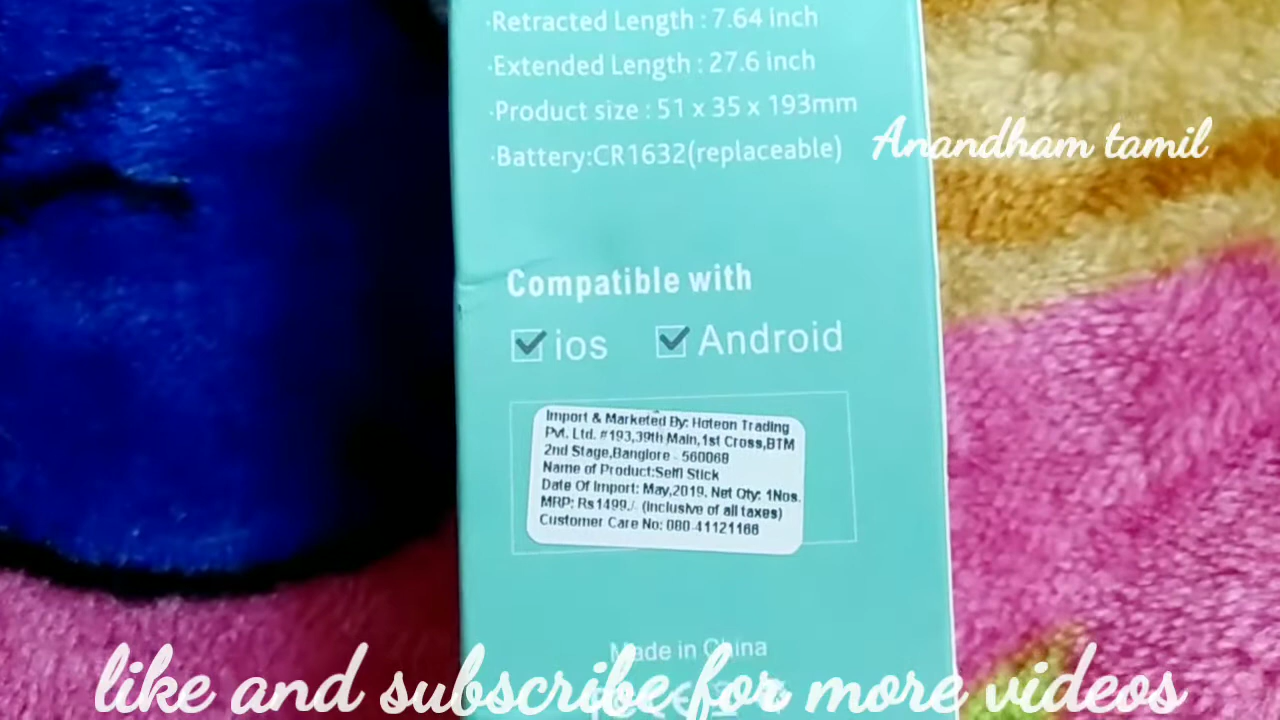 ·Retracted Length : 7.64 inch
·Extended Length : 27.6 inch
·Product size : 51 x 35 x 193mm
·Battery:CR1632(replaceable)
Anandham tamil
Compatible with
ios Android
Import & Marketed By: Hoteon Trading
Pvt. Ltd. #193,39th Main,1st Cross,BTM
2nd Stage,Banglore - 560068
Name of Product:Selfi Stick
Date Of Import: May,2019. Net Qty: 1Nos.
MRP: Rs1499./- (Inclusive of all taxes)
Customer Care No: 080-41121166
Made in China
like and subscribe for more videos